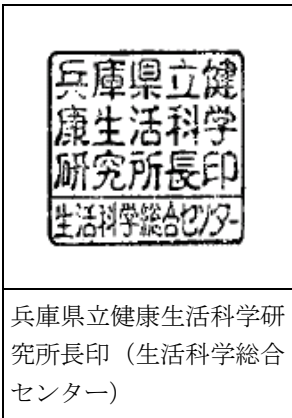 兵庫県立健
康生活科学
研究所長印
生活科学総合センター
兵庫県立健康生活科学研
究所長印（生活科学総合
センター）